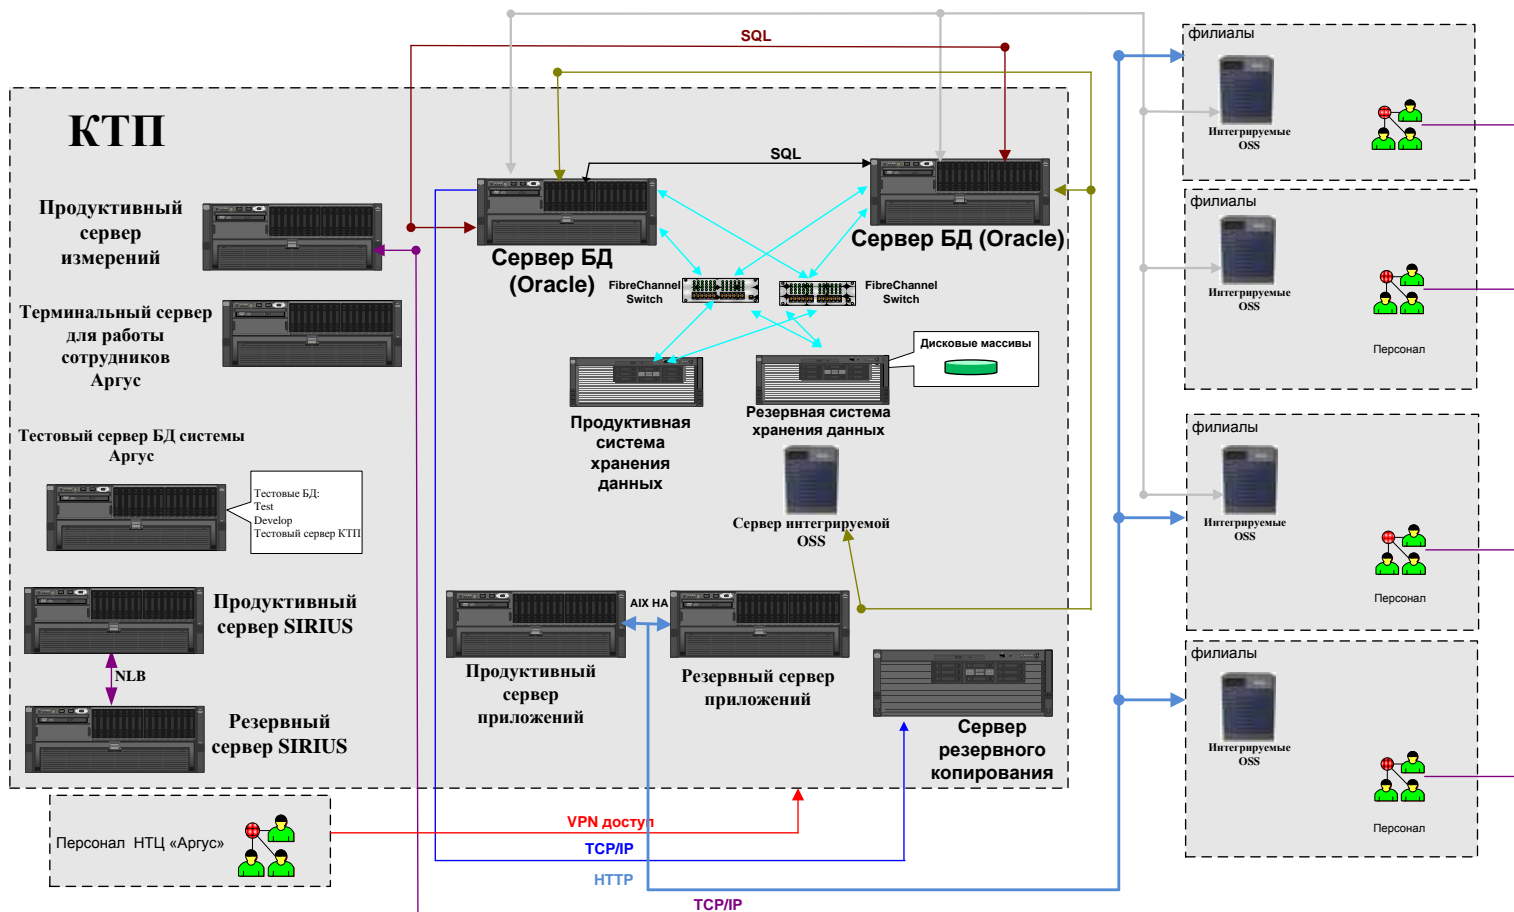 SQL
КТП
SQL
Продуктивный
сервер
измерений
Сервер БД
(Oracle)
Сервер БД (Oracle)
FibreChannel
Switch
FibreChannel
Switch
Терминальный сервер
для работы
сотрудников
Аргус
Дисковые массивы
Продуктивная
система
хранения
данных
Резервная система
хранения данных
Тестовый сервер БД системы
Аргус
Тестовые БД:
Test
Develop
Тестовый сервер КТП
Сервер интегрируемой
OSS
Продуктивный
сервер SIRIUS
NLB
Резервный
сервер SIRIUS
AIX HA
Продуктивный
сервер
приложений
Резервный сервер
приложений
Сервер
резервного
копирования
Персонал НТЦ «Аргус»
VPN доступ
TCP/IP
HTTP
TCP/IP
филиалы
Интегрируемые
OSS
филиалы
Интегрируемые
OSS
Персонал
филиалы
Интегрируемые
OSS
Персонал
филиалы
Интегрируемые
OSS
Персонал